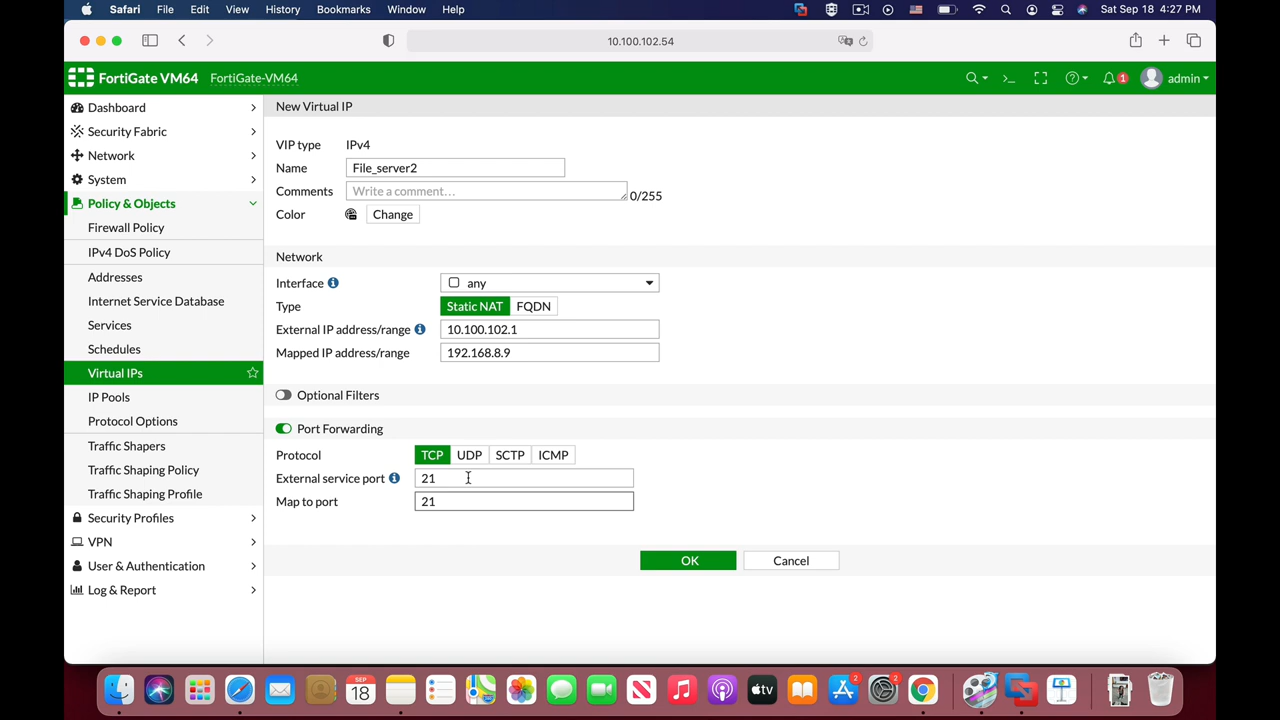 Safari File Edit View History Bookmarks Window Help Sat Sep 18 4:27 PM
10.100.102.54
FortiGate VM64 FortiGate-VM64 >_ 1 admin
Dashboard
Security Fabric
Network
System
Policy & Objects
Firewall Policy
IPv4 DoS Policy
Addresses
Internet Service Database
Services
Schedules
Virtual IPs
IP Pools
Protocol Options
Traffic Shapers
Traffic Shaping Policy
Traffic Shaping Profile
Security Profiles
VPN
User & Authentication
Log & Report
New Virtual IP
VIP type IPv4
Name File_server2
Comments Write a comment... 0/255
Color Change
Network
Interface any
Type Static NAT FQDN
External IP address/range 10.100.102.1
Mapped IP address/range 192.168.8.9
Optional Filters
Port Forwarding
Protocol TCP UDP SCTP ICMP
External service port 21
Map to port 21
OK Cancel
SEP
18
tv
2
2